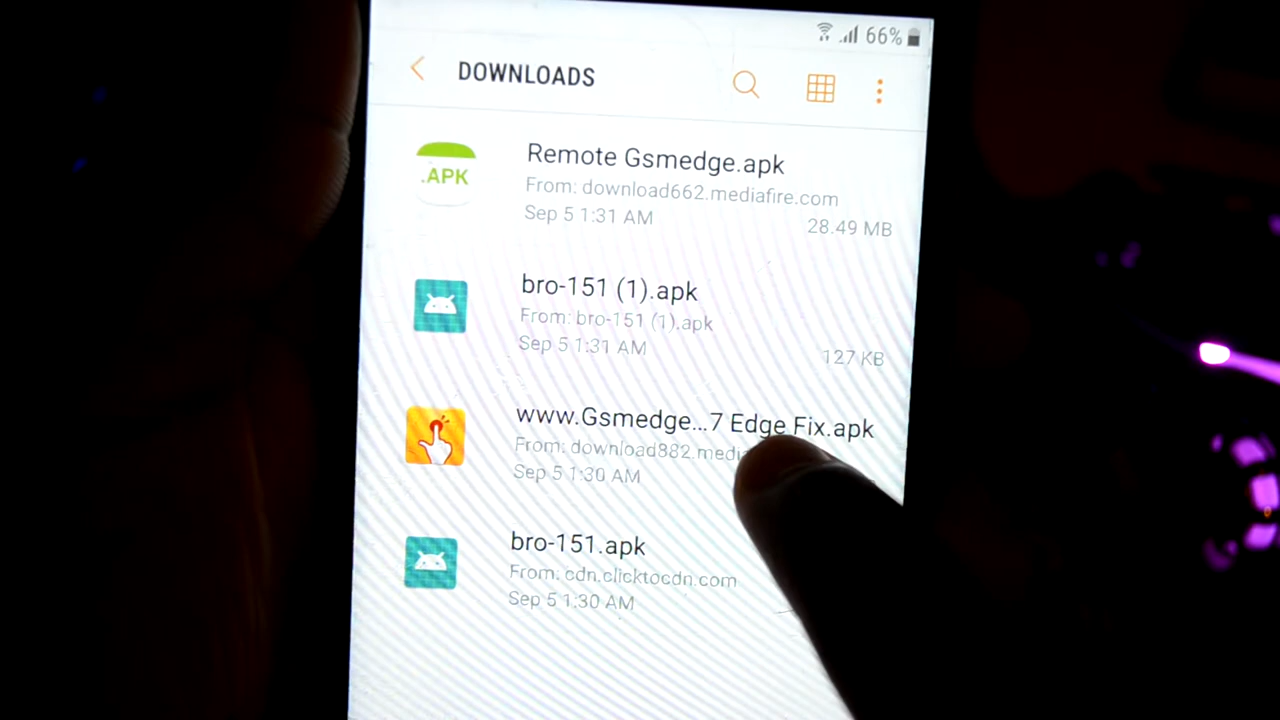 66%
DOWNLOADS
.APK
Remote Gsmedge.apk
From: download662.mediafire.com
Sep 5 1:31 AM
28.49 MB
bro-151 (1).apk
From: bro-151 (1).apk
Sep 5 1:31 AM
127 KB
www.Gsmedge...7 Edge Fix.apk
From: download882.media
Sep 5 1:30 AM
bro-151.apk
From: cdn.clicktocdn.com
Sep 5 1:30 AM